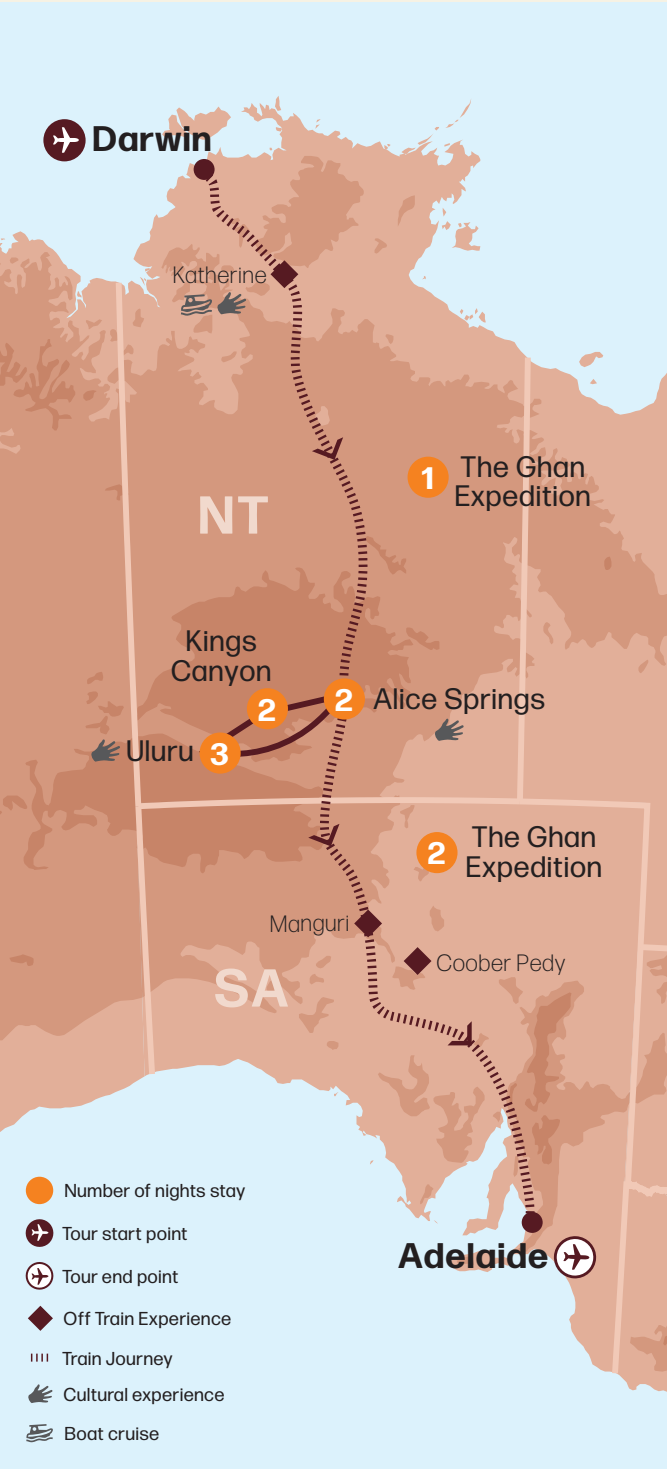 Darwin
Katherine
1
The Ghan
Expedition
NT
Kings
Canyon
2
2
Alice Springs
Uluru
3
2
The Ghan
Expedition
Manguri
Coober Pedy
SA
Adelaide
Number of nights stay
Tour start point
Tour end point
Off Train Experience
Train Journey
Cultural experience
Boat cruise